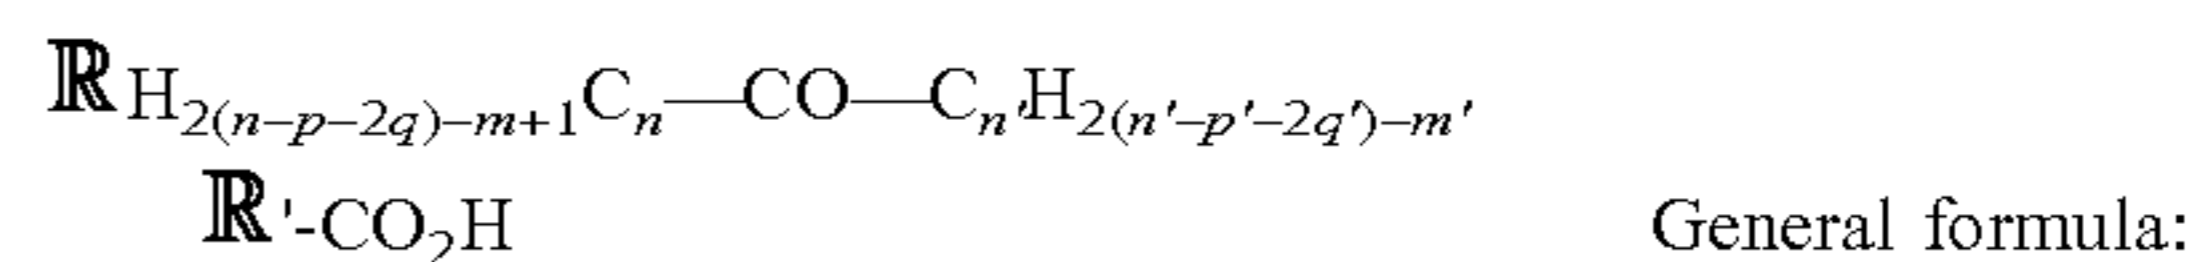 ℝH₂₍ₙ₋ₚ₋₂q₎₋ₘ₊₁Cₙ—CO—Cₙ'H₂₍ₙ'₋ₚ'₋₂q'₎₋ₘ'
ℝ'-CO₂H General formula: